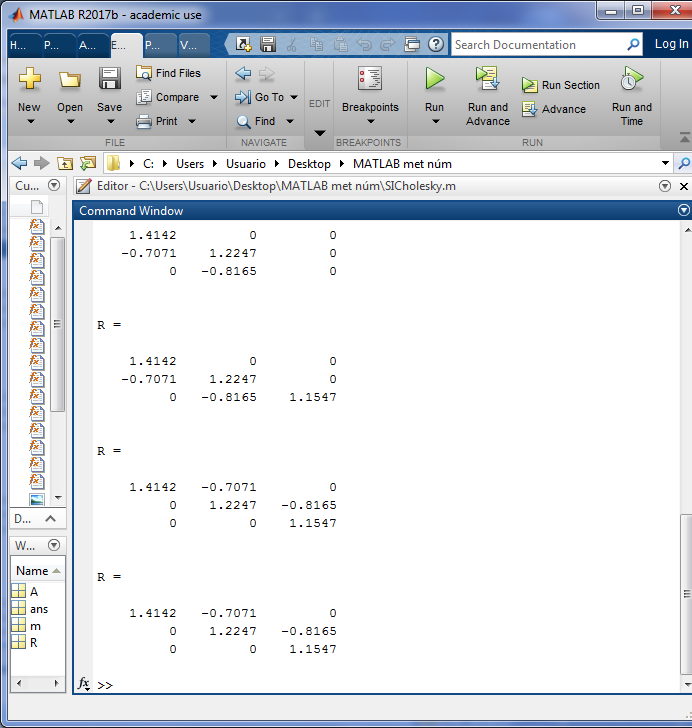 MATLAB R2017b - academic use
H... P... A... E... P... V... Search Documentation Log In
New Open Save Find Files Compare Print
Go To Find
EDIT
Breakpoints
Run Run and Advance Run Section Advance Run and Time
FILE NAVIGATE BREAKPOINTS RUN
C: Users Usuario Desktop MATLAB met núm
Cu... Editor - C:\Users\Usuario\Desktop\MATLAB met núm\SICholesky.m
Command Window
1.4142 0 0
-0.7071 1.2247 0
0 -0.8165 0
R =
1.4142 0 0
-0.7071 1.2247 0
0 -0.8165 1.1547
R =
1.4142 -0.7071 0
0 1.2247 -0.8165
0 0 1.1547
R =
1.4142 -0.7071 0
0 1.2247 -0.8165
0 0 1.1547
fx >>
D...
W...
Name
A
ans
m
R